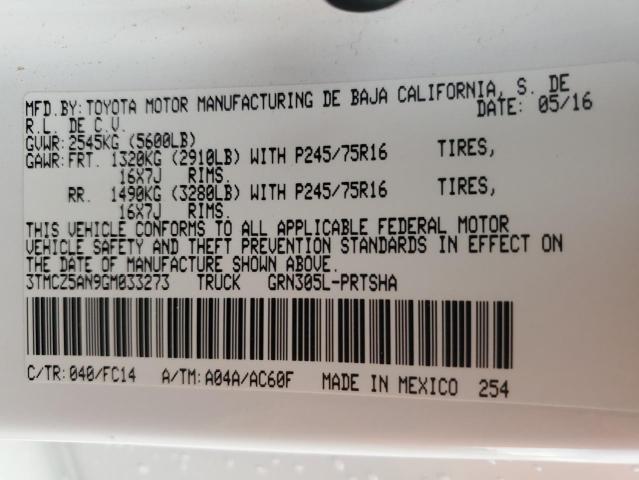 MFD.BY:TOYOTA MOTOR MANUFACTURING DE BAJA CALIFORNIA, S. DE
R.L. DE C.V. DATE: 05/16
GVWR:2545KG (5600LB)
GAWR:FRT. 1320KG (2910LB) WITH P245/75R16 TIRES,
16X7J RIMS.
RR. 1490KG (3280LB) WITH P245/75R16 TIRES,
16X7J RIMS.
THIS VEHICLE CONFORMS TO ALL APPLICABLE FEDERAL MOTOR
VEHICLE SAFETY AND THEFT PREVENTION STANDARDS IN EFFECT ON
THE DATE OF MANUFACTURE SHOWN ABOVE.
3TMCZ5AN9GM033273 TRUCK GRN305L-PRTSHA
C/TR:040/FC14 A/TM:A04A/AC60F MADE IN MEXICO 254